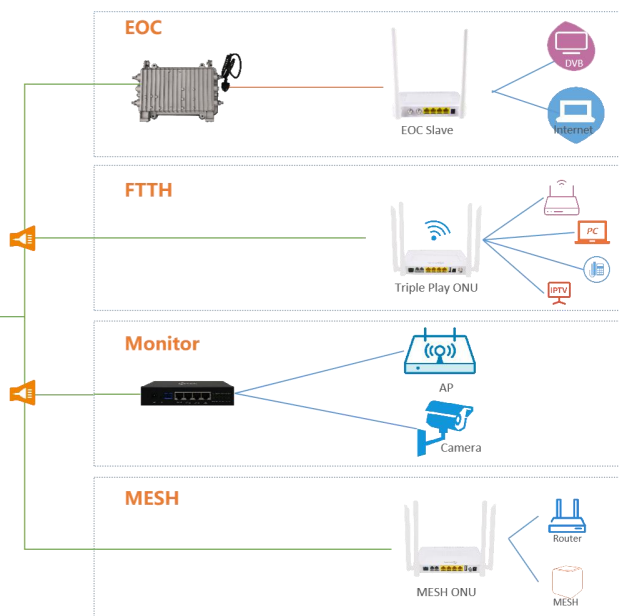 EOC
DVB
EOC Slave
Internet
FTTH
PC
Triple Play ONU
IPTV
Monitor
AP
Camera
MESH
Router
MESH ONU
MESH